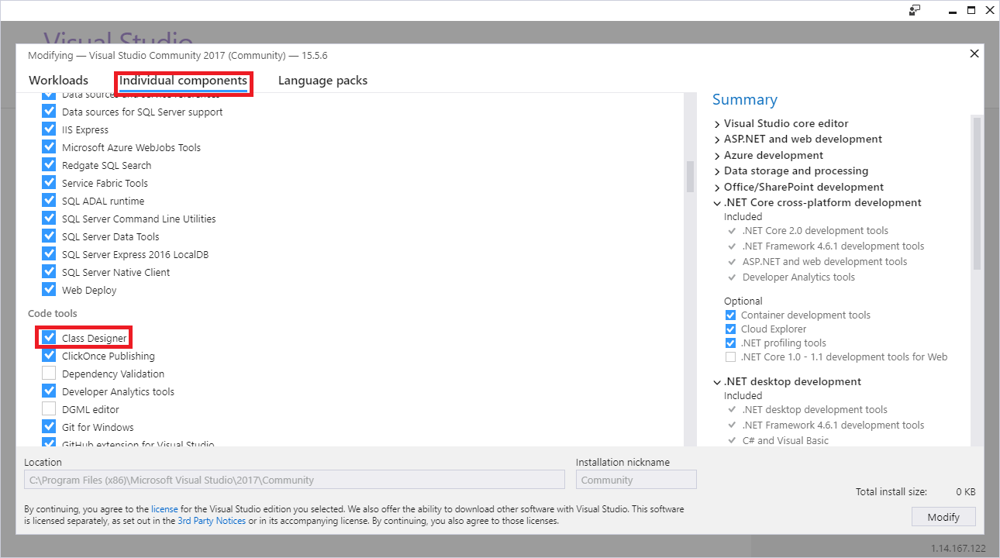 Visual Studio
Modifying — Visual Studio Community 2017 (Community) — 15.5.6
Workloads Individual components Language packs
Data sources and service references
Data sources for SQL Server support
IIS Express
Microsoft Azure WebJobs Tools
Redgate SQL Search
Service Fabric Tools
SQL ADAL runtime
SQL Server Command Line Utilities
SQL Server Data Tools
SQL Server Express 2016 LocalDB
SQL Server Native Client
Web Deploy
Code tools
Class Designer
ClickOnce Publishing
Dependency Validation
Developer Analytics tools
DGML editor
Git for Windows
GitHub extension for Visual Studio
Summary
Visual Studio core editor
ASP.NET and web development
Azure development
Data storage and processing
Office/SharePoint development
.NET Core cross-platform development
Included
.NET Core 2.0 development tools
.NET Framework 4.6.1 development tools
ASP.NET and web development tools
Developer Analytics tools
Optional
Container development tools
Cloud Explorer
.NET profiling tools
.NET Core 1.0 - 1.1 development tools for Web
.NET desktop development
Included
.NET desktop development tools
.NET Framework 4.6.1 development tools
C# and Visual Basic
Location
C:\Program Files (x86)\Microsoft Visual Studio\2017\Community
Installation nickname
Community
Total install size: 0 KB
By continuing, you agree to the license for the Visual Studio edition you selected. We also offer the ability to download other software with Visual Studio. This software
is licensed separately, as set out in the 3rd Party Notices or in its accompanying license. By continuing, you also agree to those licenses.
Modify
1.14.167.122